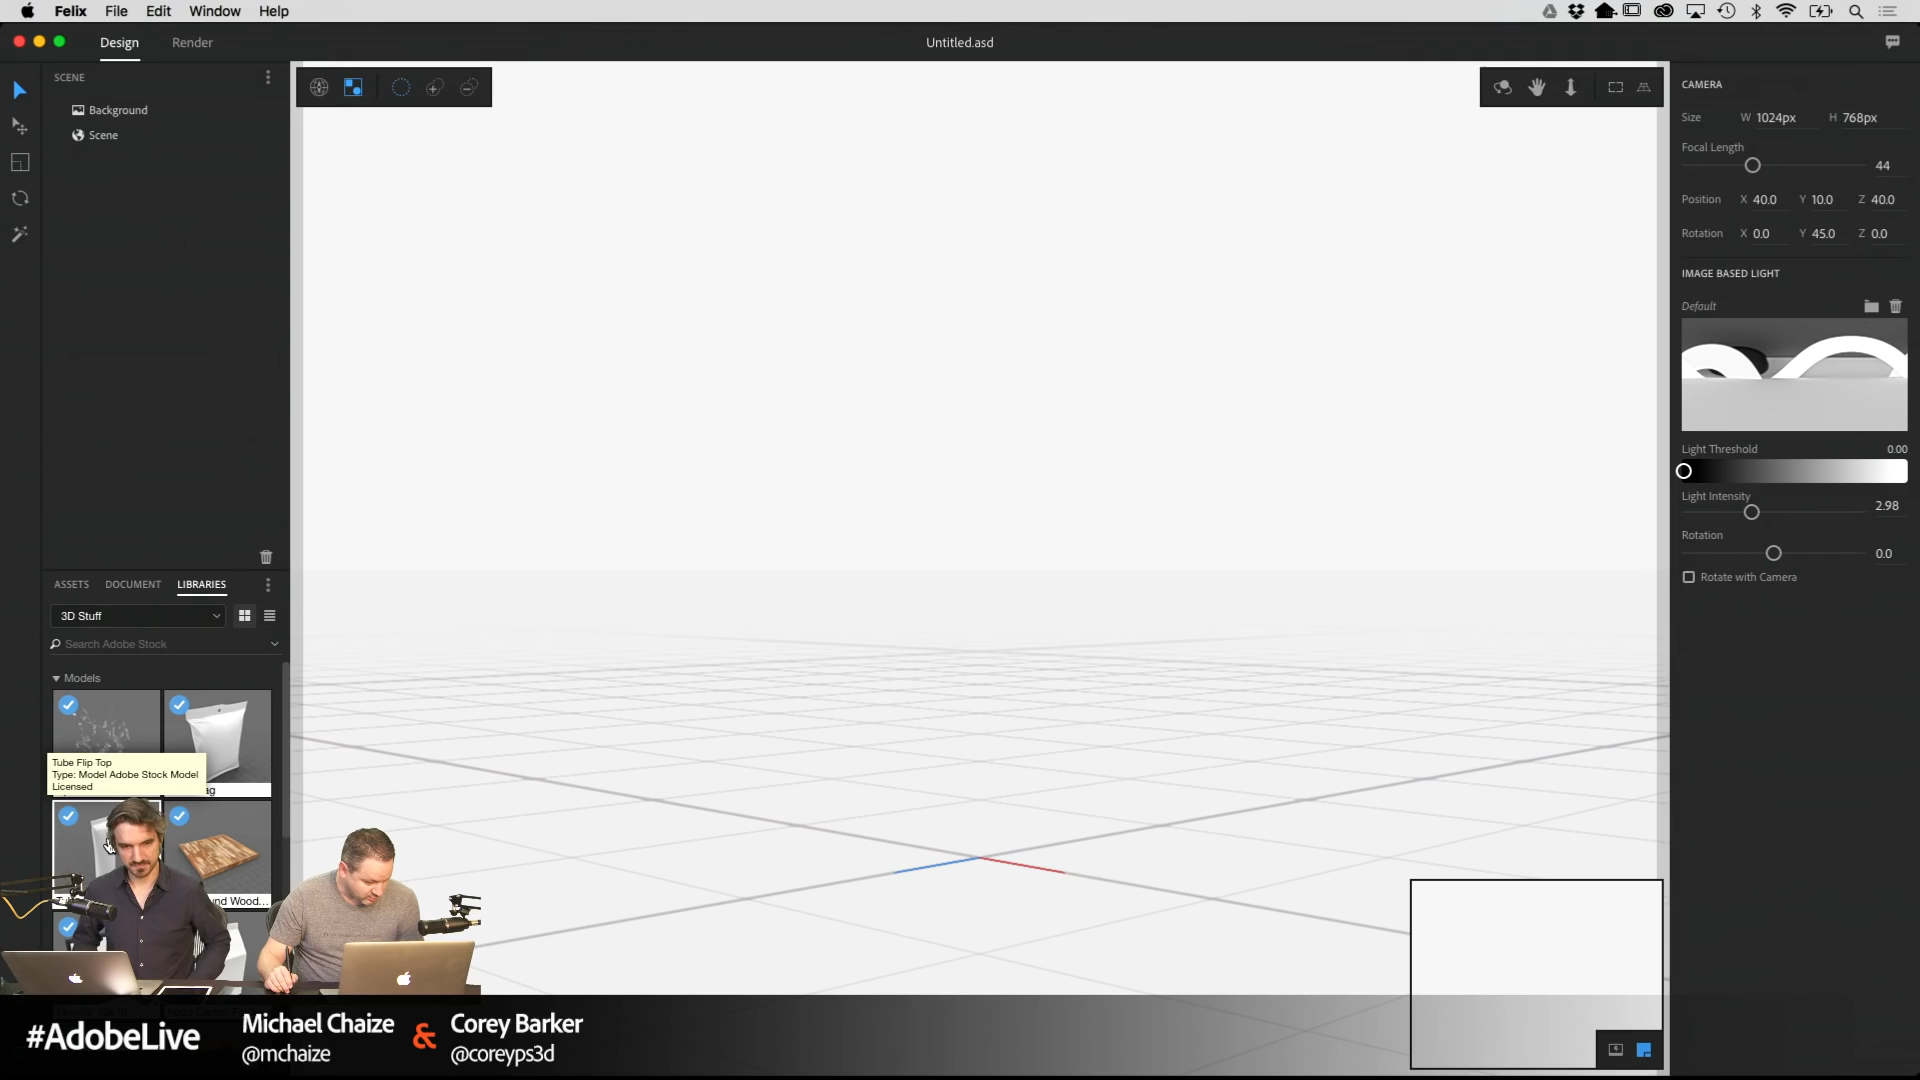 Felix File Edit Window Help
Design Render Untitled.asd
SCENE
Background
Scene
CAMERA
Size W 1024px H 768px
Focal Length
44
Position X 40.0 Y 10.0 Z 40.0
Rotation X 0.0 Y 45.0 Z 0.0
IMAGE BASED LIGHT
Default
Light Threshold 0.00
Light Intensity
2.98
Rotation
0.0
Rotate with Camera
ASSETS DOCUMENT LIBRARIES
3D Stuff
Search Adobe Stock
Models
Tube Flip Top
Type: Model Adobe Stock Model
Licensed
ag
nd Wood...
#AdobeLive
Michael Chaize & Corey Barker
@mchaize @coreyps3d